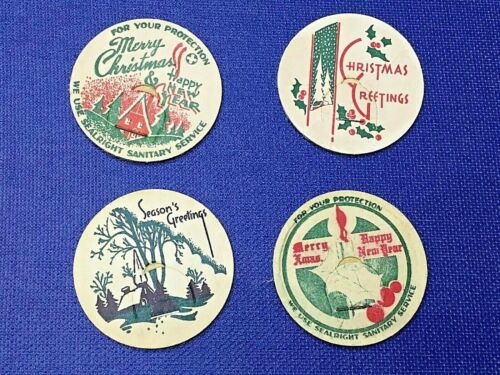 FOR YOUR PROTECTION
Merry
Christmas
&
Happy
New
Year
WE USE SEALRIGHT SANITARY SERVICE
CHRISTMAS
GREETINGS
Season's
Greetings
FOR YOUR PROTECTION
Merry
Xmas
Happy
New Year
WE USE SEALRIGHT SANITARY SERVICE